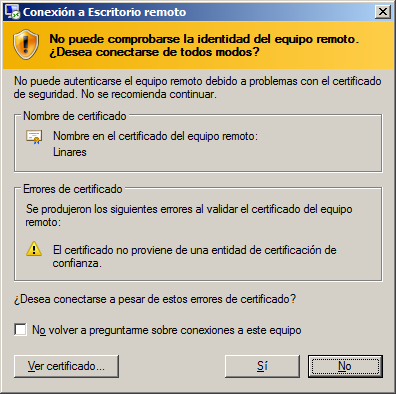 Conexión a Escritorio remoto
No puede comprobarse la identidad del equipo remoto.
¿Desea conectarse de todos modos?
No puede autenticarse el equipo remoto debido a problemas con el certificado
de seguridad. No se recomienda continuar.
Nombre de certificado
Nombre en el certificado del equipo remoto:
Linares
Errores de certificado
Se produjeron los siguientes errores al validar el certificado del equipo
remoto:
El certificado no proviene de una entidad de certificación de
confianza.
¿Desea conectarse a pesar de estos errores de certificado?
No volver a preguntarme sobre conexiones a este equipo
Ver certificado... Sí No